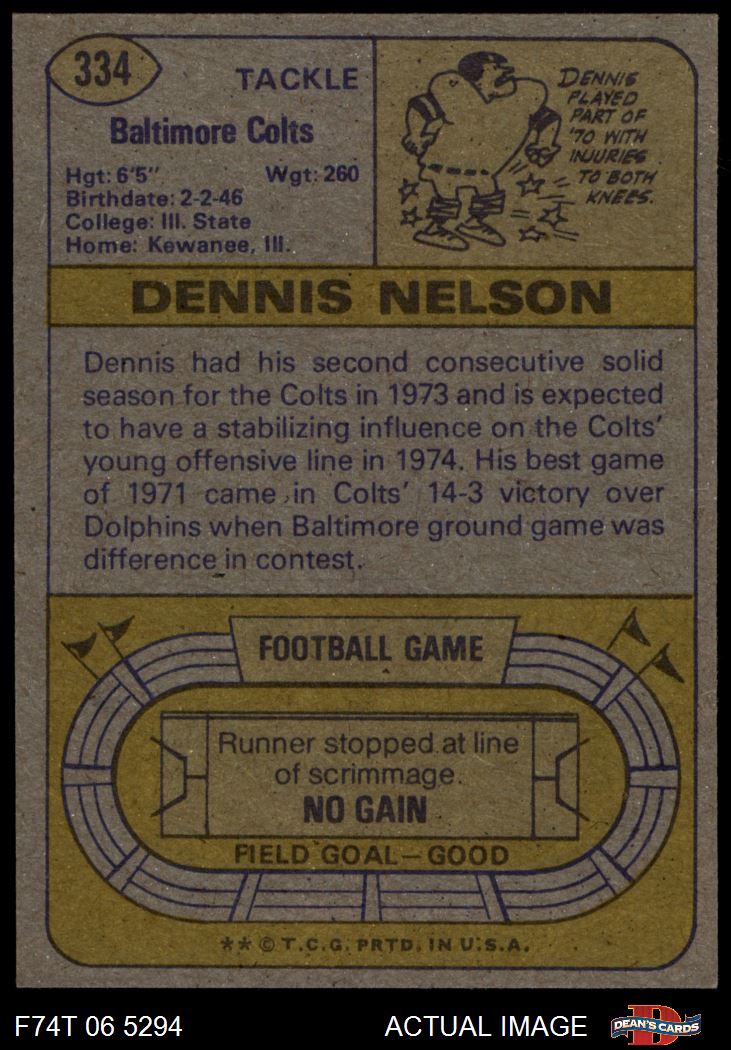 334
TACKLE
Baltimore Colts
Hgt: 6'5" Wgt: 260
Birthdate: 2-2-46
College: Ill. State
Home: Kewanee, Ill.
DENNIS
PLAYED
PART OF
'70 WITH
INJURIES
TO BOTH
KNEES.
DENNIS NELSON
Dennis had his second consecutive solid
season for the Colts in 1973 and is expected
to have a stabilizing influence on the Colts'
young offensive line in 1974. His best game
of 1971 came in Colts' 14-3 victory over
Dolphins when Baltimore ground game was
difference in contest.
FOOTBALL GAME
Runner stopped at line
of scrimmage.
NO GAIN
FIELD GOAL—GOOD
** © T.C.G. PRTD. IN U.S.A.
F74T 06 5294 ACTUAL IMAGE
D
DEAN'S CARDS